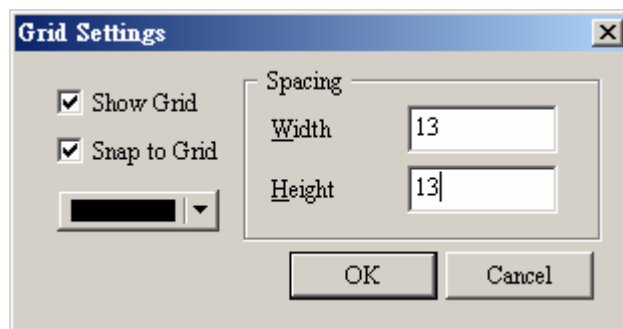 Grid Settings
Show Grid
Snap to Grid
Spacing
Width 13
Height 13
OK Cancel